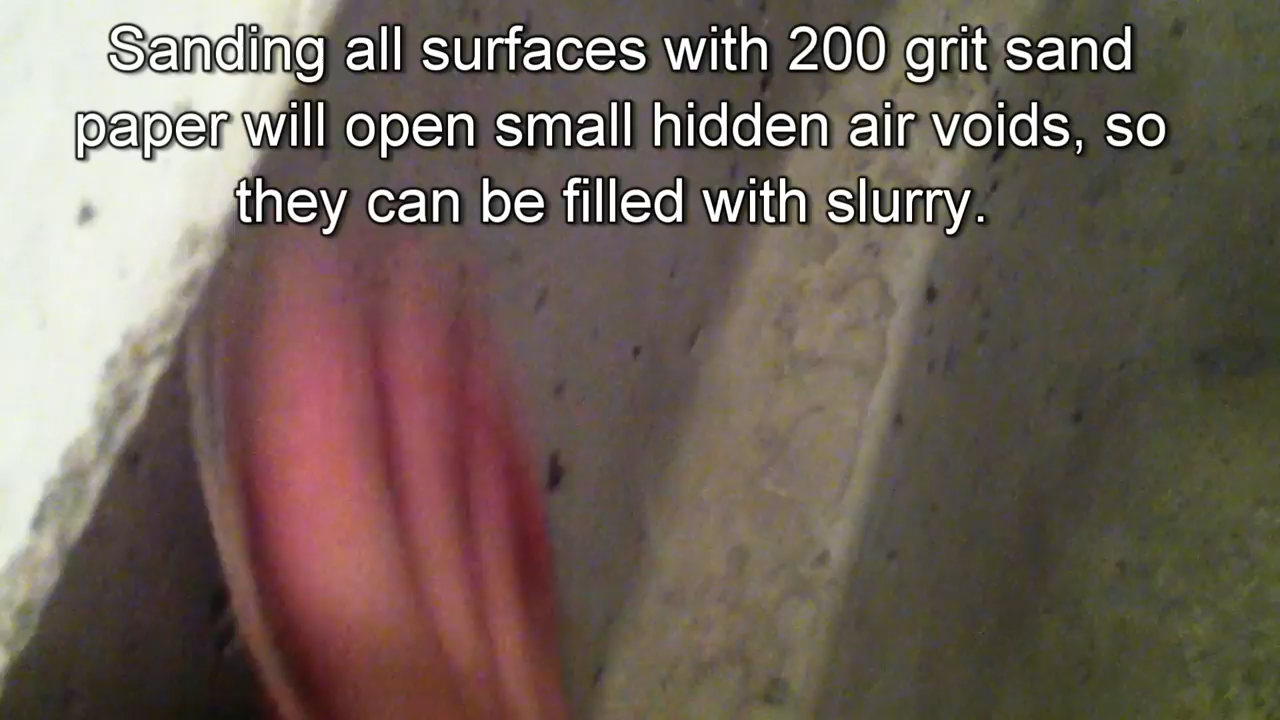 Sanding all surfaces with 200 grit sand
paper will open small hidden air voids, so
they can be filled with slurry.